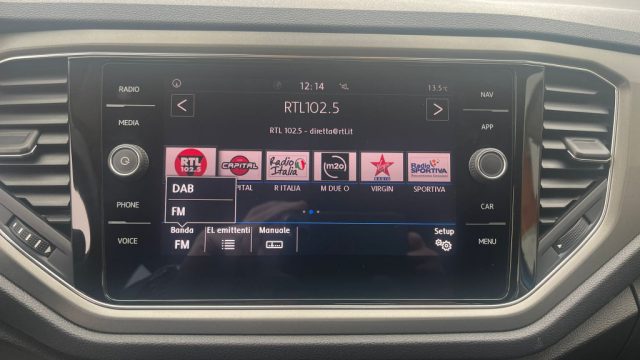 RADIO
MEDIA
PHONE
VOICE
12:14
13.5°C
RTL102.5
RTL 102.5 - diretta@rtl.it
RTL 102.5
CAPITAL
Radio Italia
m2o
Virgin RADIO
Radio SPORTIVA
PITAL
R ITALIA
M DUE O
VIRGIN
SPORTIVA
DAB
FM
Banda
FM
El. emittenti
Manuale
Setup
NAV
APP
CAR
MENU